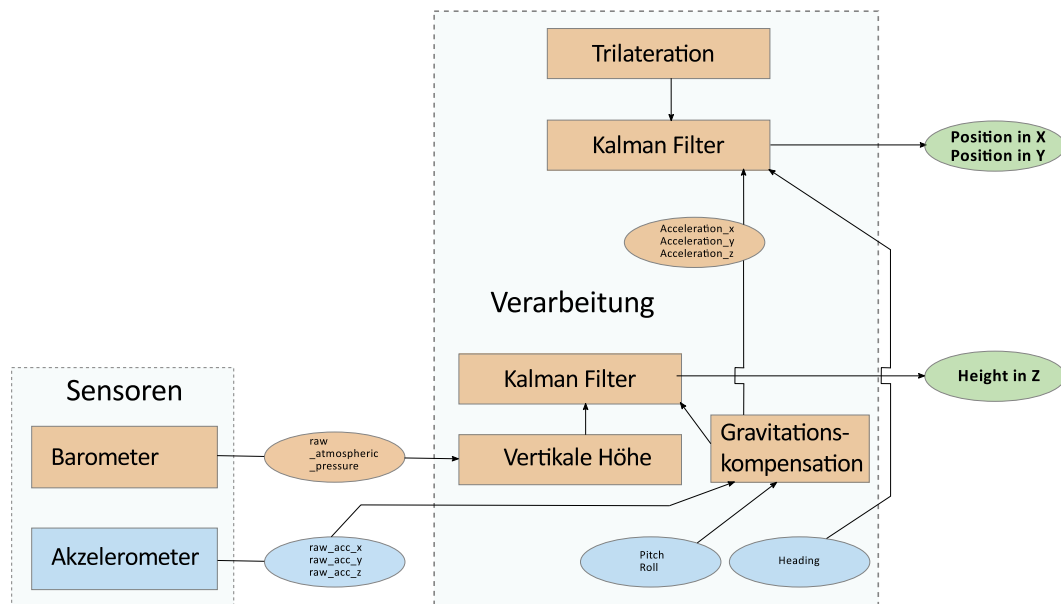 Trilateration
Kalman Filter
Position in X
Position in Y
Acceleration_x
Acceleration_y
Acceleration_z
Verarbeitung
Kalman Filter
Height in Z
Sensoren
Barometer
raw
_atmospheric
_pressure
Vertikale Höhe
Gravitations-
kompensation
Akzelerometer
raw_acc_x
raw_acc_y
raw_acc_z
Pitch
Roll
Heading